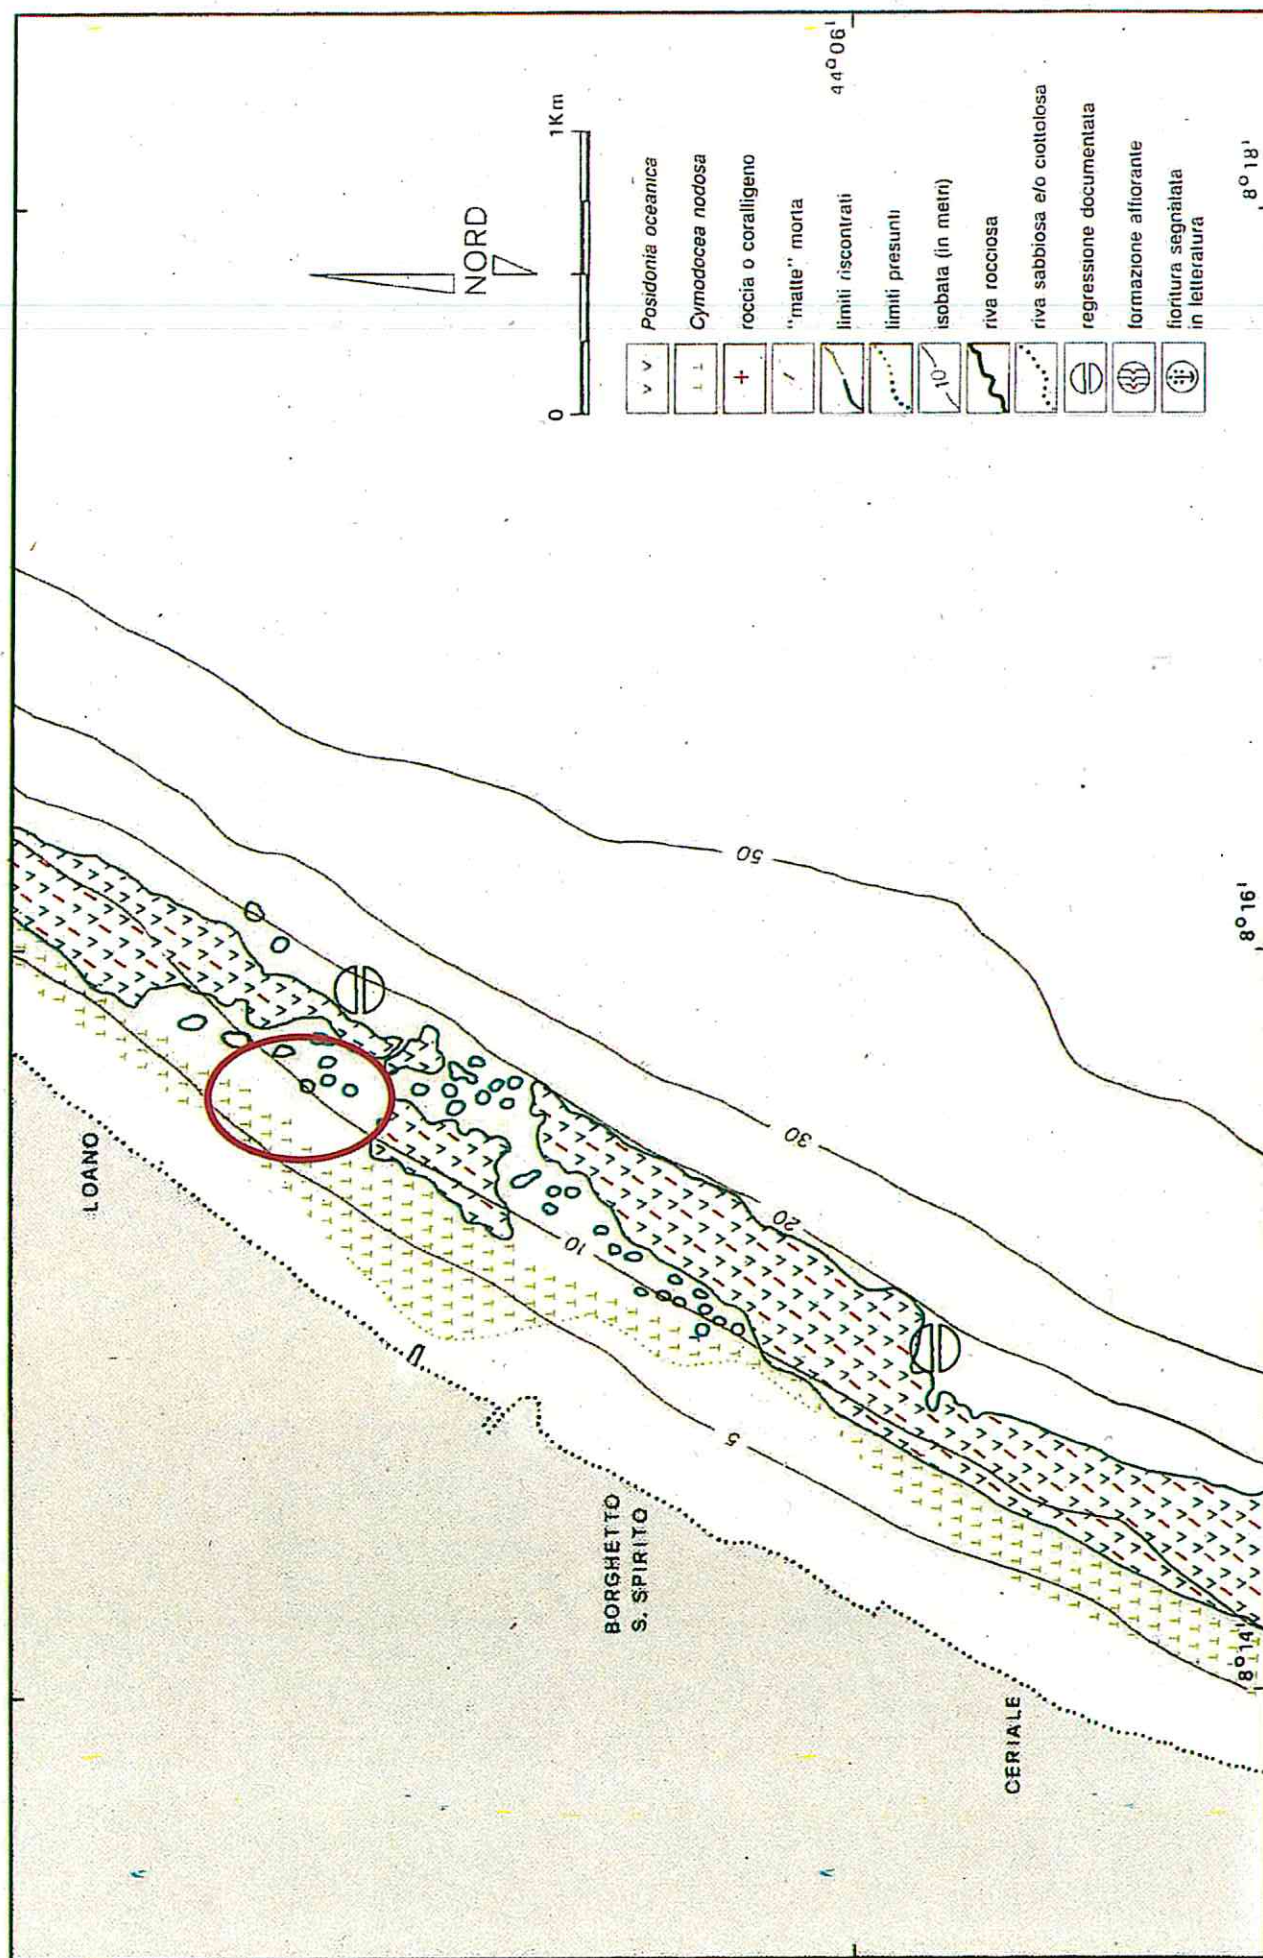 LOANO
BORGHETTO
S. SPIRITO
CERIALE
5
10
20
30
50
NORD
0
1Km
Posidonia oceanica
Cymodocea nodosa
roccia o coralligeno
"matte" morta
limiti riscontrati
limiti presunti
10
isobata (in metri)
riva rocciosa
riva sabbiosa e/o ciottolosa
regressione documentata
formazione affiorante
fioritura segnalata
in letteratura
44°06'
8°14'
8°16'
8°18'